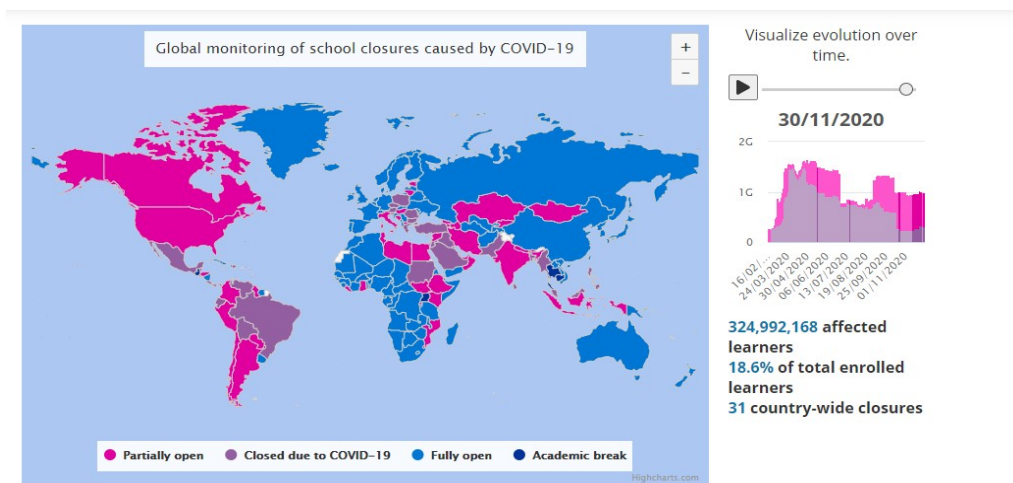 Global monitoring of school closures caused by COVID-19
+
−
Visualize evolution over
time.
30/11/2020
2G
1G
0
16/02/...
24/03/2020
30/04/2020
06/06/2020
13/07/2020
19/08/2020
25/09/2020
01/11/2020
324,992,168 affected
learners
18.6% of total enrolled
learners
31 country-wide closures
Partially open Closed due to COVID-19 Fully open Academic break
Highcharts.com